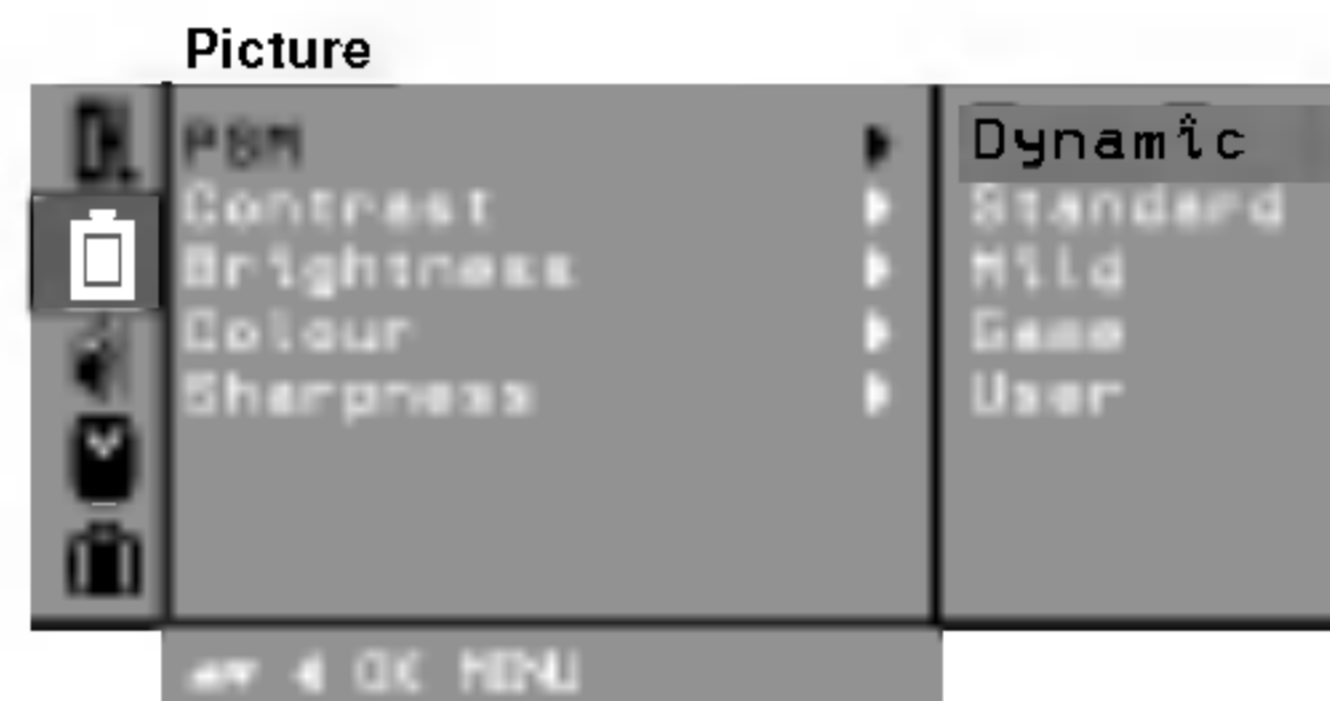 Picture
PSM
Contrast
Brightness
Colour
Sharpness
Dynamic
Standard
Mild
Game
User
OK MENU